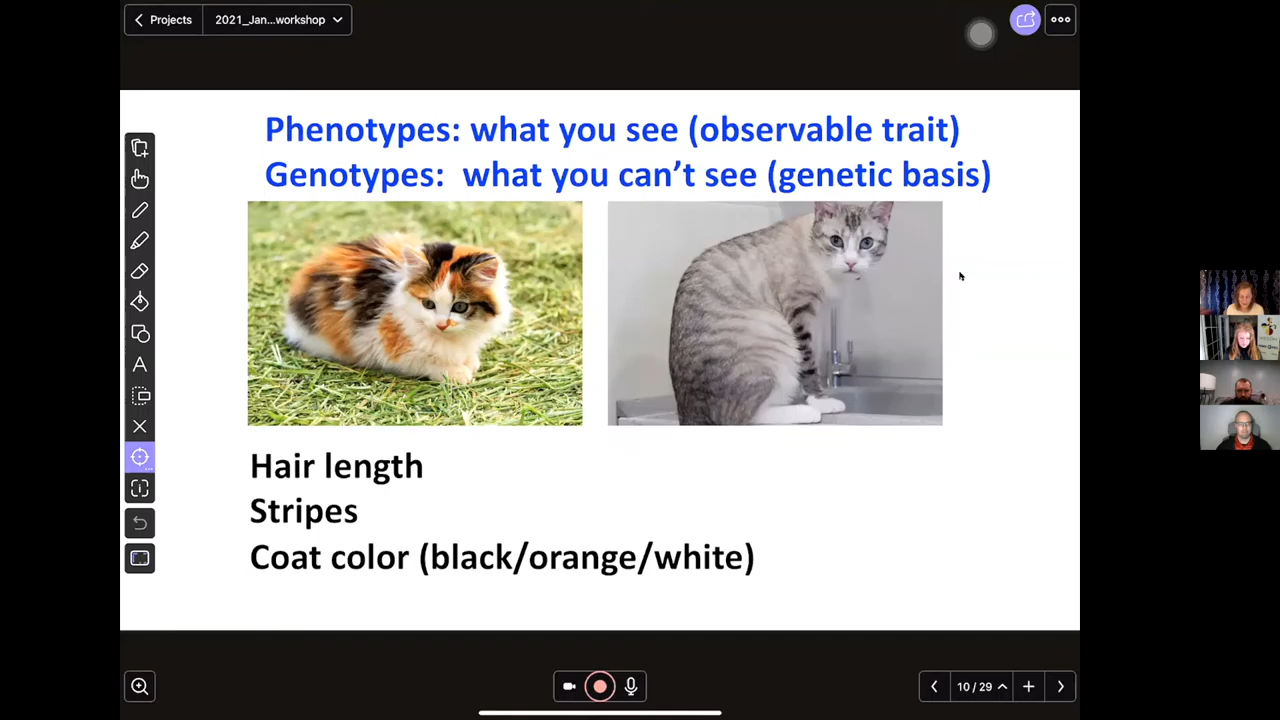 Projects
2021_Jan...workshop
Phenotypes: what you see (observable trait)
Genotypes: what you can't see (genetic basis)
Hair length
Stripes
Coat color (black/orange/white)
10 / 29